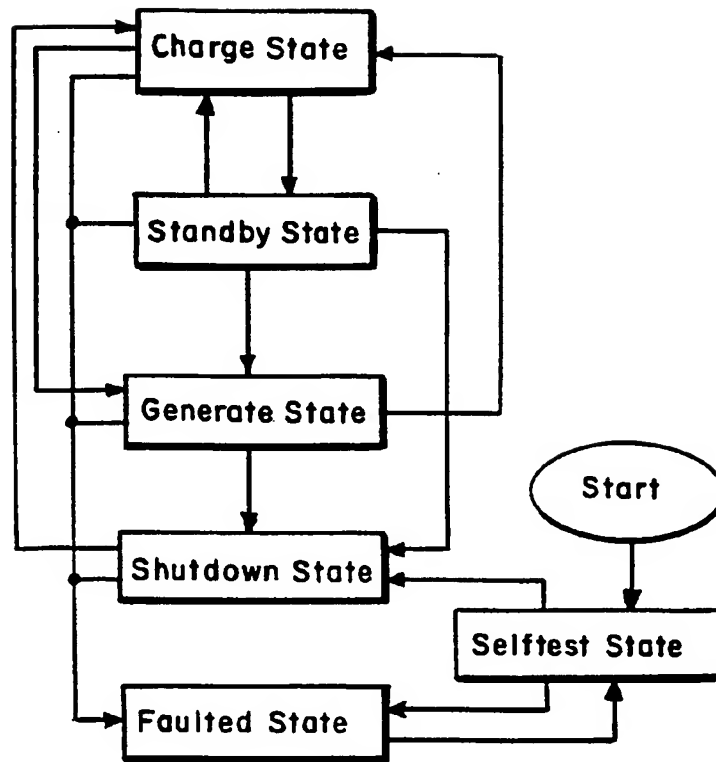 Charge State
Standby State
Generate State
Start
Shutdown State
Selftest State
Faulted State